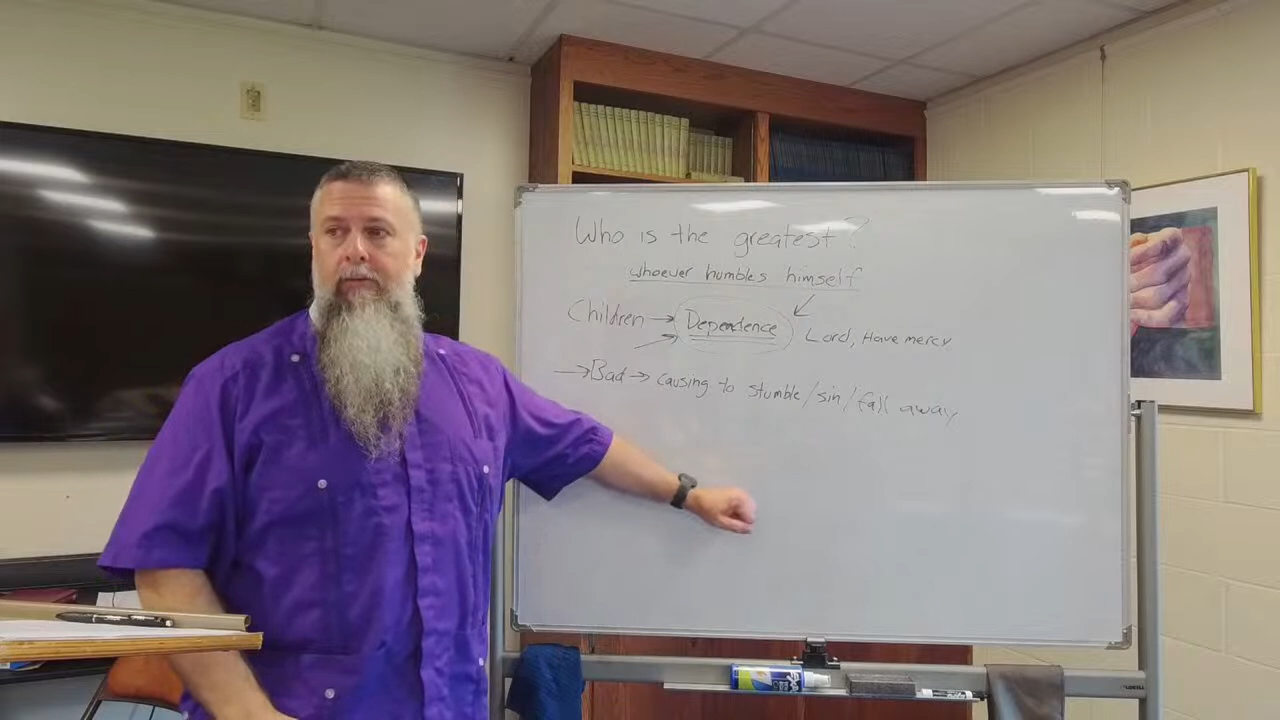 Who is the greatest?
whoever humbles himself
Children → Dependence
Lord, Have mercy
→ Bad → causing to stumble/sin/fall away
EXPO